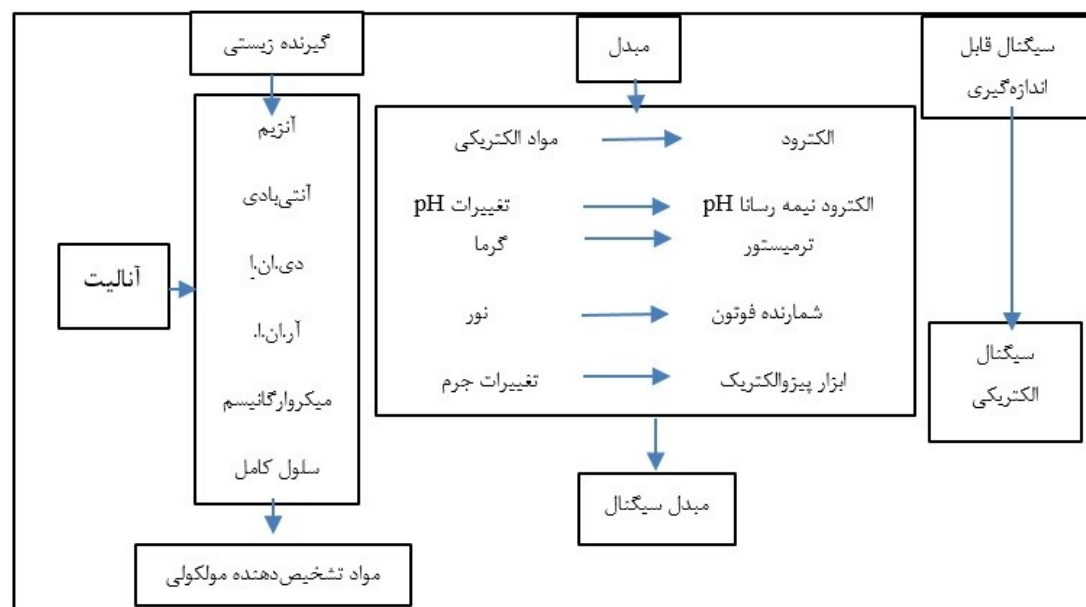 گیرنده زیستی
آنزیم
آنتی‌بادی
دی.ان.اِ
آر.ان.ا.
میکروارگانیسم
سلول کامل
مواد تشخیص‌دهنده مولکولی
آنالیت
مبدل
مواد الکتریکی
الکترود
تغییرات pH
الکترود نیمه رسانا pH
گرما
ترمیستور
نور
شمارنده فوتون
تغییرات جرم
ابزار پیزوالکتریک
مبدل سیگنال
سیگنال قابل
اندازه‌گیری
سیگنال
الکتریکی